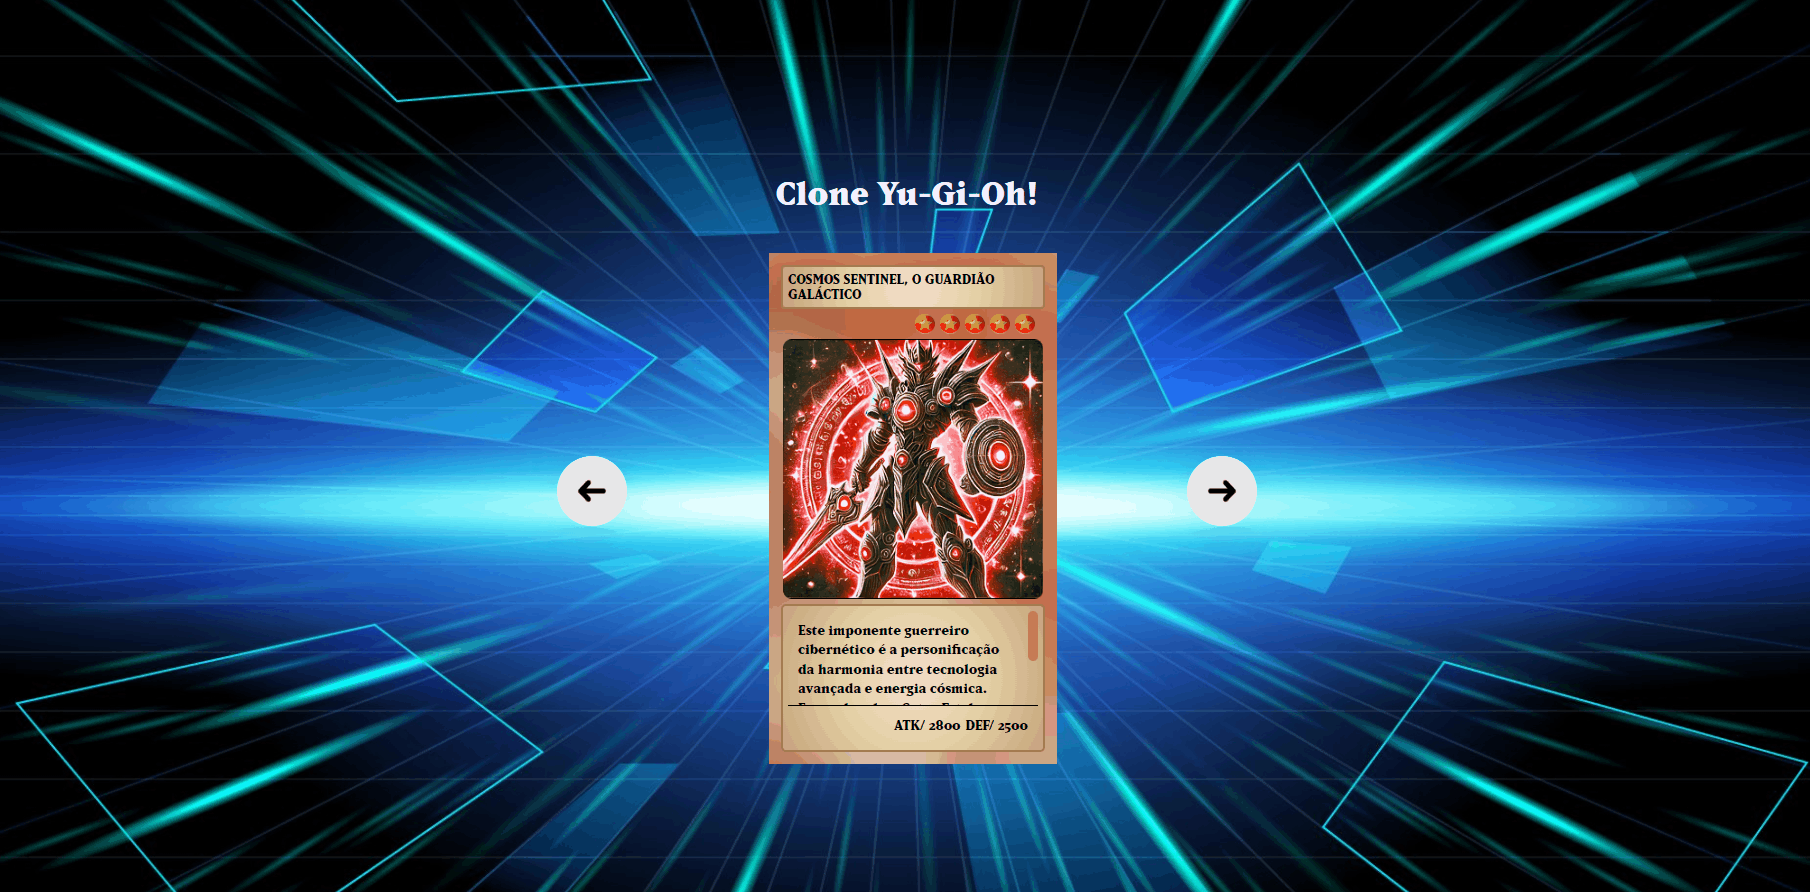 Clone Yu-Gi-Oh!
COSMOS SENTINEL, O GUARDIÃO
GALÁCTICO
Este imponente guerreiro
cibernético é a personificação
da harmonia entre tecnologia
avançada e energia cósmica.
ATK/ 2800 DEF/ 2500